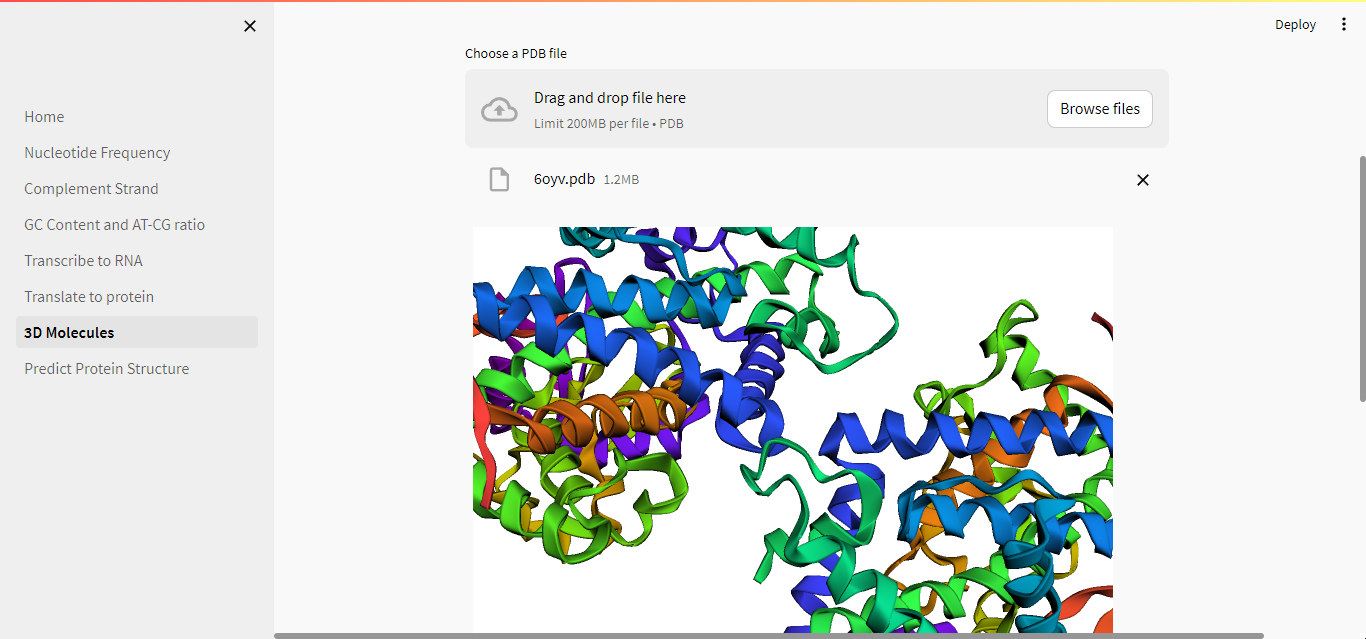 Deploy
Home
Nucleotide Frequency
Complement Strand
GC Content and AT-CG ratio
Transcribe to RNA
Translate to protein
3D Molecules
Predict Protein Structure
Choose a PDB file
Drag and drop file here
Limit 200MB per file • PDB
Browse files
6oyv.pdb 1.2MB